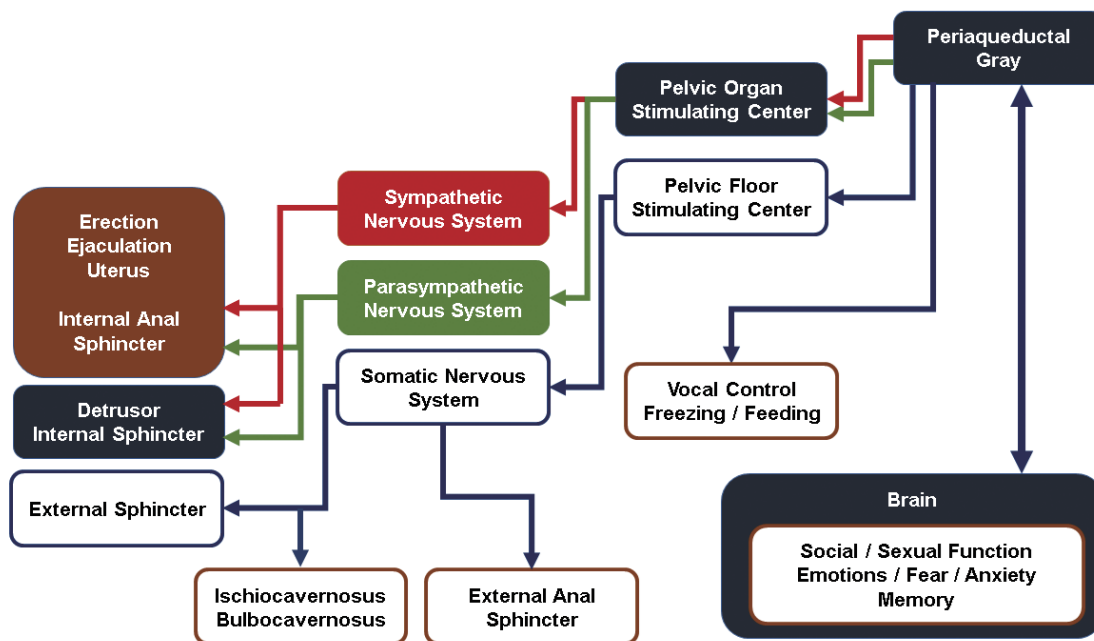 Periaqueductal
Gray
Pelvic Organ
Stimulating Center
Pelvic Floor
Stimulating Center
Sympathetic
Nervous System
Erection
Ejaculation
Uterus
Internal Anal
Sphincter
Parasympathetic
Nervous System
Somatic Nervous
System
Vocal Control
Freezing / Feeding
Detrusor
Internal Sphincter
External Sphincter
Ischiocavernosus
Bulbocavernosus
External Anal
Sphincter
Brain
Social / Sexual Function
Emotions / Fear / Anxiety
Memory